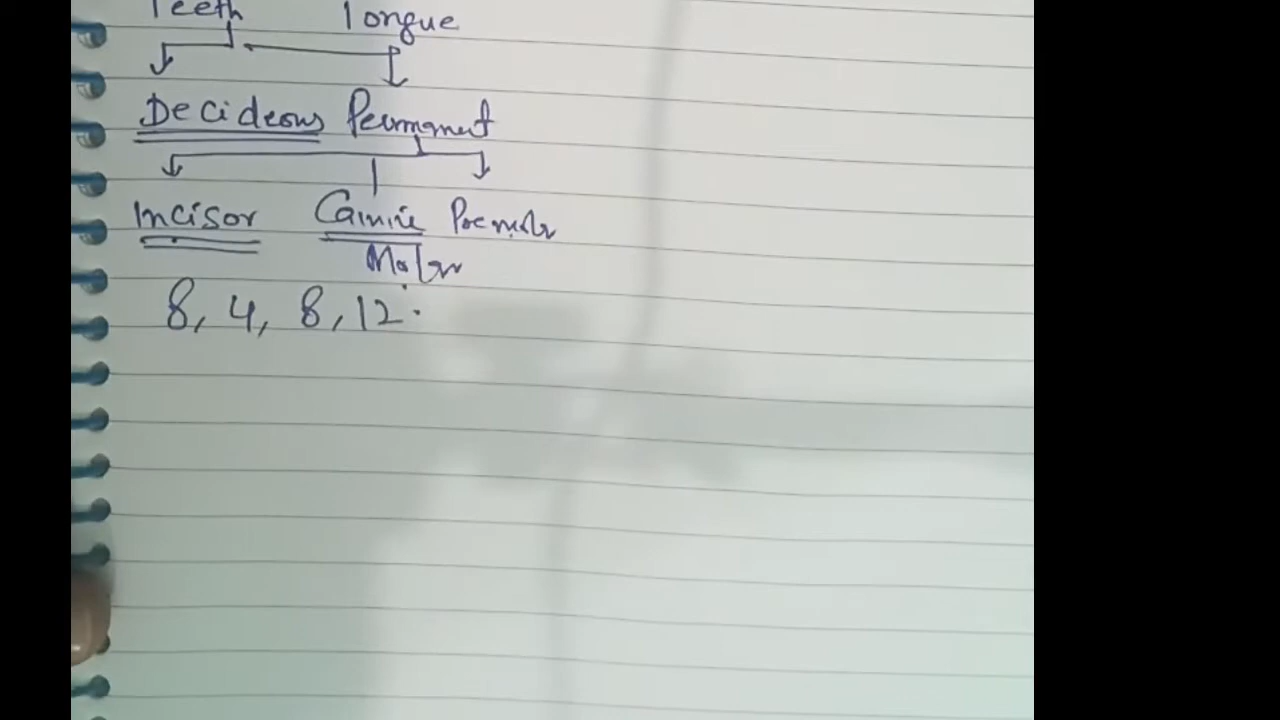 Teeth Tongue
Decideous Permanent
Incisor Canine Premolar
Molar
8, 4, 8, 12.